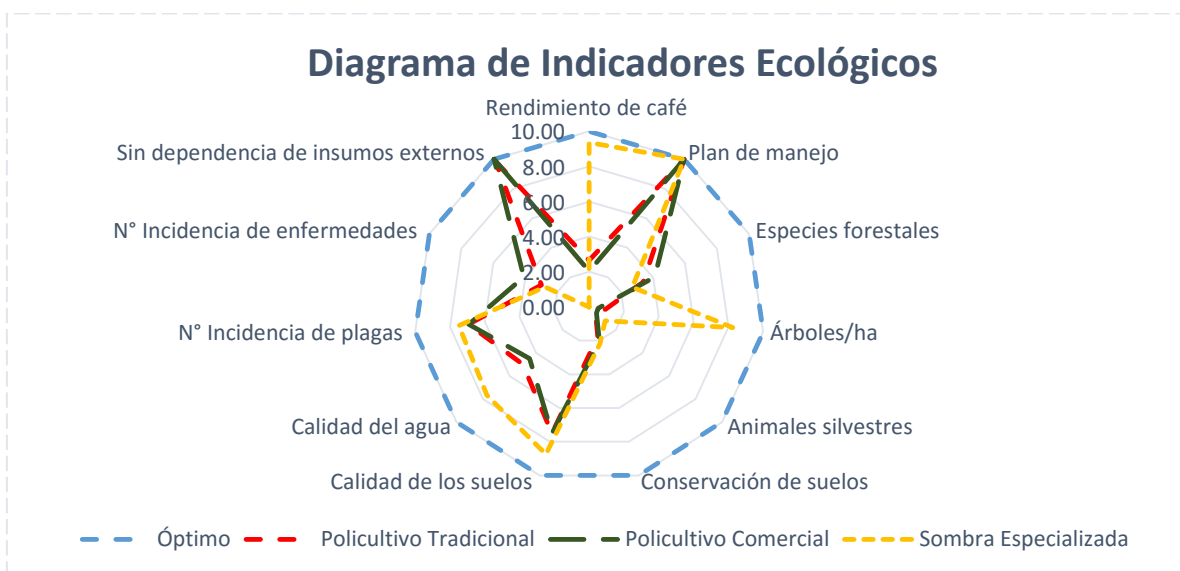 Diagrama de Indicadores Ecológicos
Rendimiento de café
10.00
Sin dependencia de insumos externos
Plan de manejo
8.00
6.00
N° Incidencia de enfermedades
Especies forestales
4.00
2.00
0.00
N° Incidencia de plagas
Árboles/ha
Calidad del agua
Animales silvestres
Calidad de los suelos
Conservación de suelos
Óptimo
Policultivo Tradicional
Policultivo Comercial
Sombra Especializada